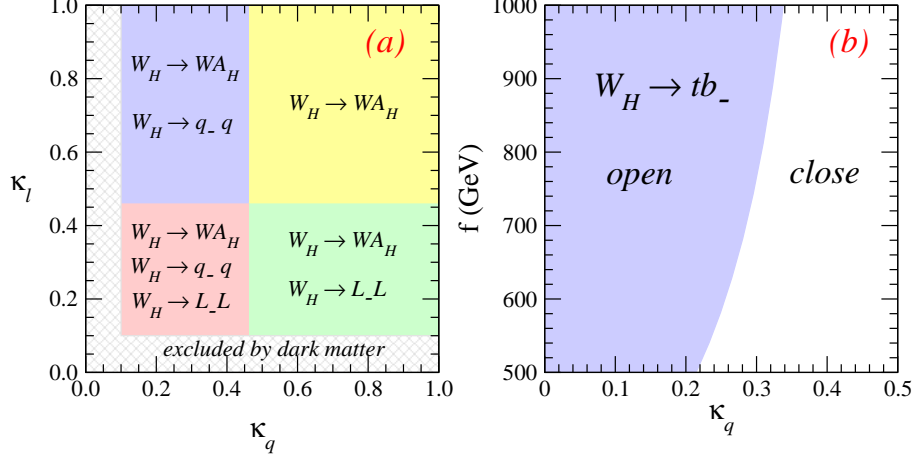 (a)
1.0
W_H → WA_H
W_H → q_- q
W_H → WA_H
0.8
0.6
κ_l
0.4
W_H → WA_H
W_H → q_- q
W_H → L_-L
W_H → WA_H
W_H → L_-L
0.2
excluded by dark matter
0.0
0.0 0.2 0.4 0.6 0.8 1.0
κ_q
(b)
1000
W_H → tb_-
900
800
open close
f (GeV)
700
600
500
0 0.1 0.2 0.3 0.4 0.5
κ_q